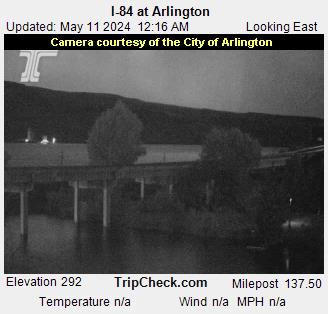 I-84 at Arlington
Updated: May 11 2024 12:16 AM Looking East
Camera courtesy of the City of Arlington
Elevation 292 TripCheck.com Milepost 137.50
Temperature n/a Wind n/a MPH n/a